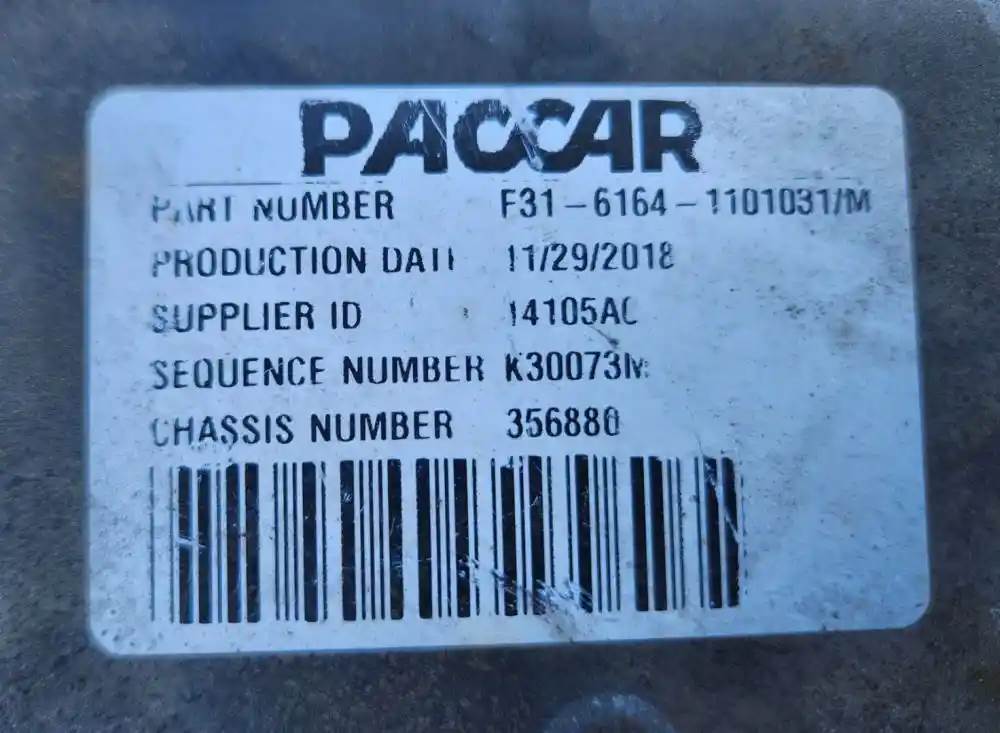 PACCAR
PART NUMBER F31-6164-1101031/M
PRODUCTION DATE 11/29/2018
SUPPLIER ID 14105AC
SEQUENCE NUMBER K30073M
CHASSIS NUMBER 356880